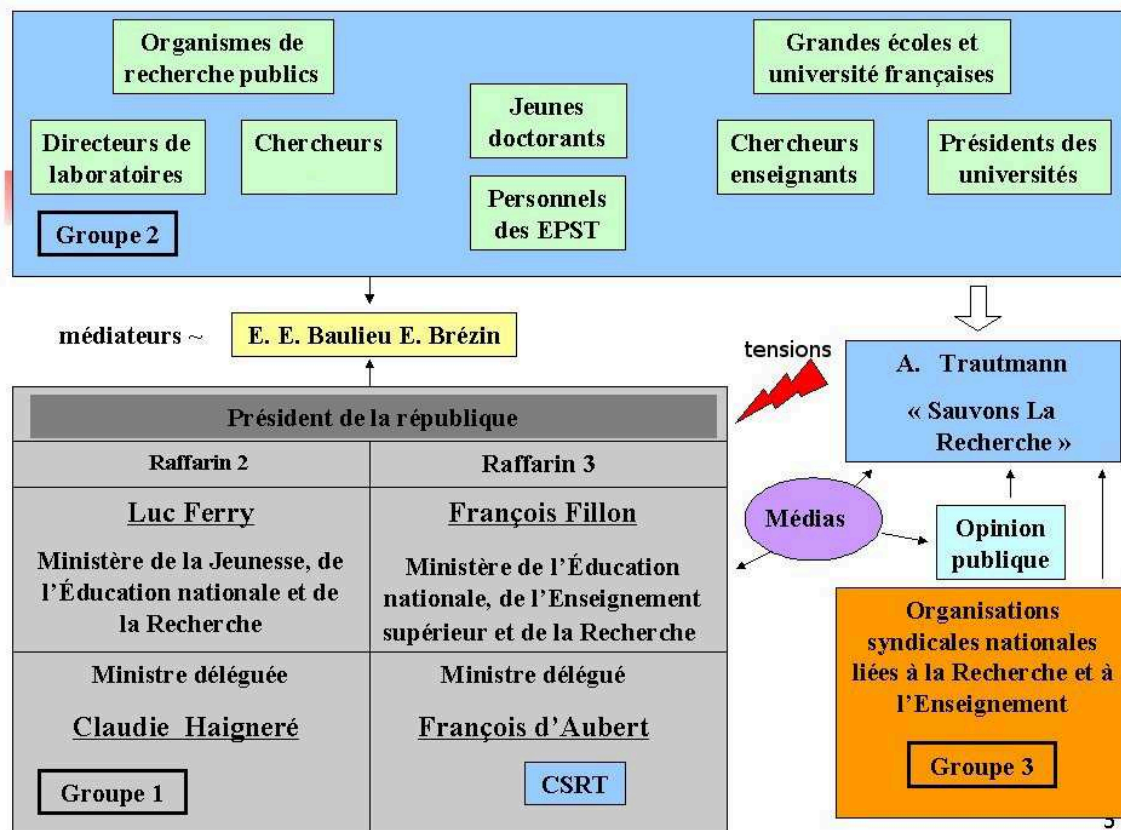 Organismes de
recherche publics
Grandes écoles et
université françaises
Jeunes
doctorants
Directeurs de
laboratoires
Chercheurs
Chercheurs
enseignants
Présidents des
universités
Personnels
des EPST
Groupe 2
médiateurs ~
E. E. Baulieu E. Brézin
tensions
A. Trautmann
« Sauvons La
Recherche »
Président de la république
Raffarin 2
Raffarin 3
Luc Ferry
François Fillon
Ministère de la Jeunesse, de
l’Éducation nationale et de
la Recherche
Ministère de l’Éducation
nationale, de l’Enseignement
supérieur et de la Recherche
Médias
Opinion
publique
Ministre déléguée
Ministre délégué
Claudie Haigneré
François d’Aubert
Groupe 1
CSRT
Organisations
syndicales nationales
liées à la Recherche et à
l’Enseignement
Groupe 3